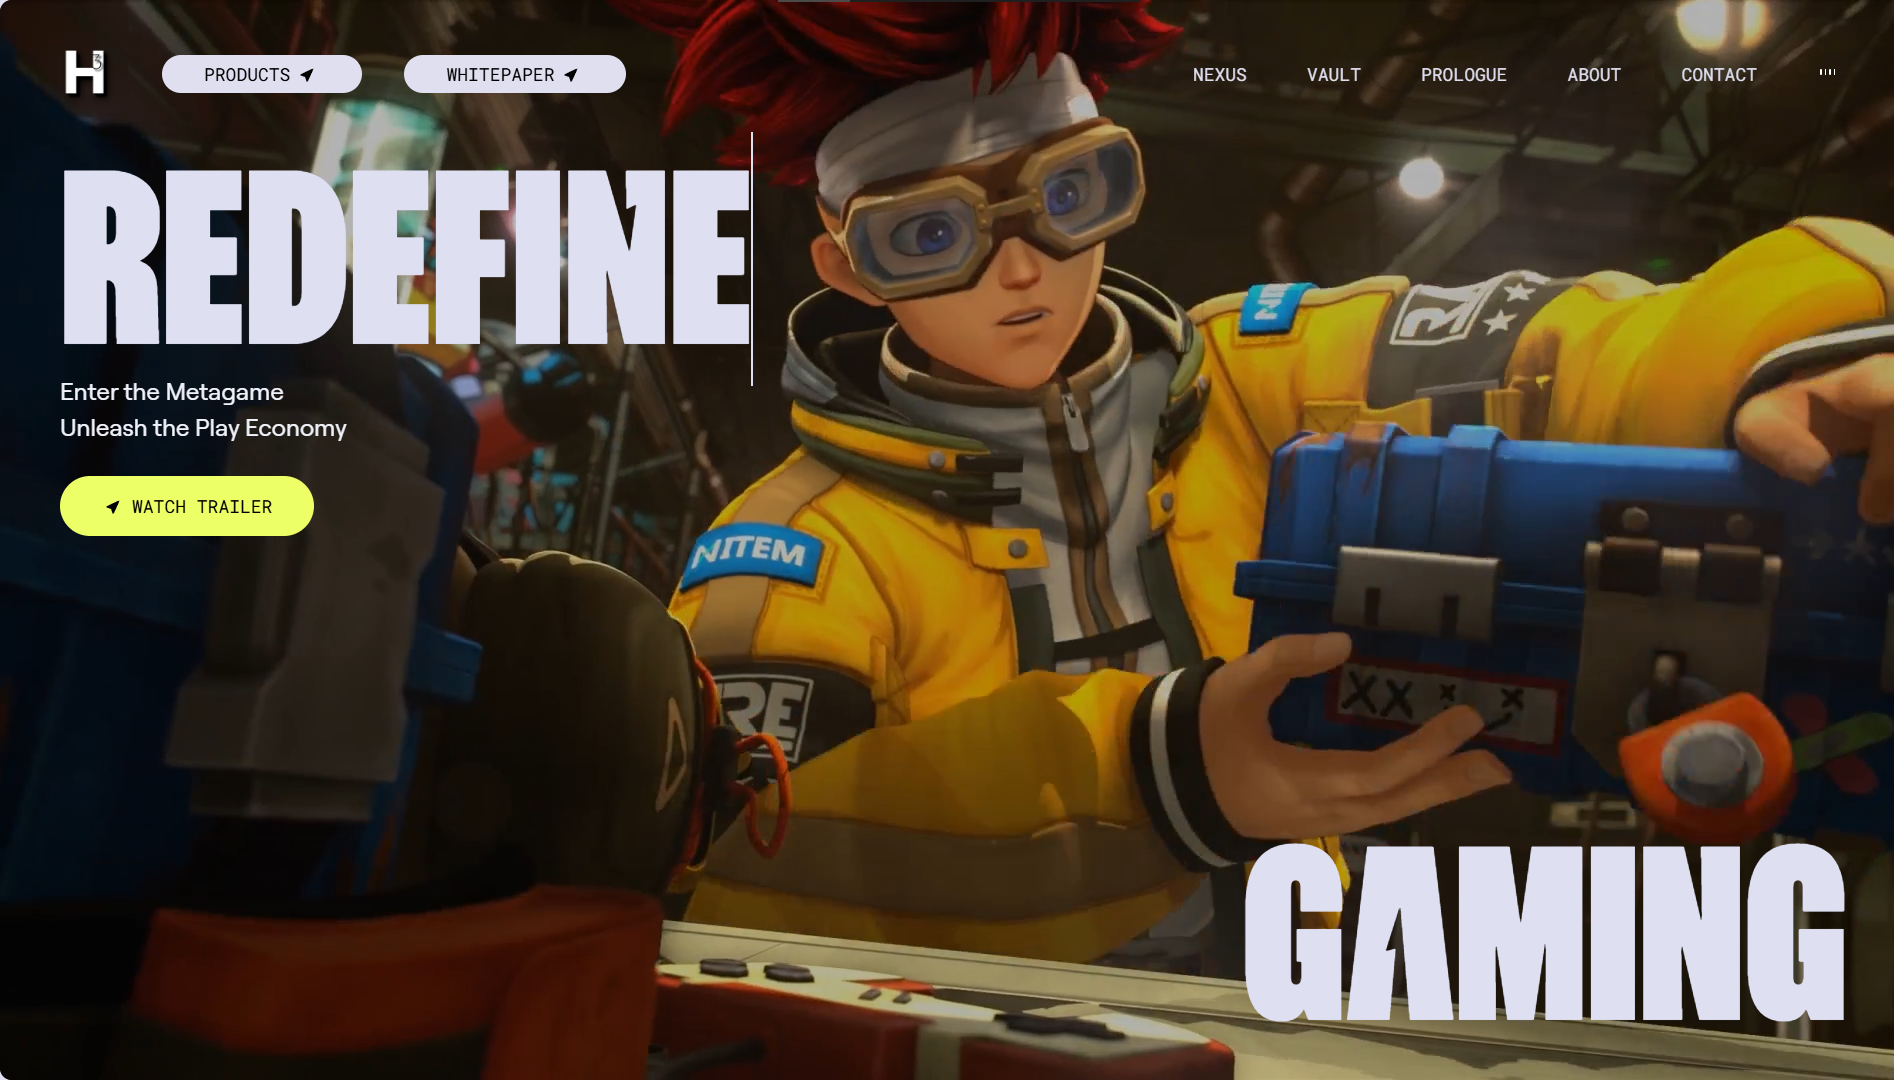 H3
PRODUCTS
WHITEPAPER
NEXUS
VAULT
PROLOGUE
ABOUT
CONTACT
REDEFINE
Enter the Metagame
Unleash the Play Economy
WATCH TRAILER
NITEM
XX
GAMING